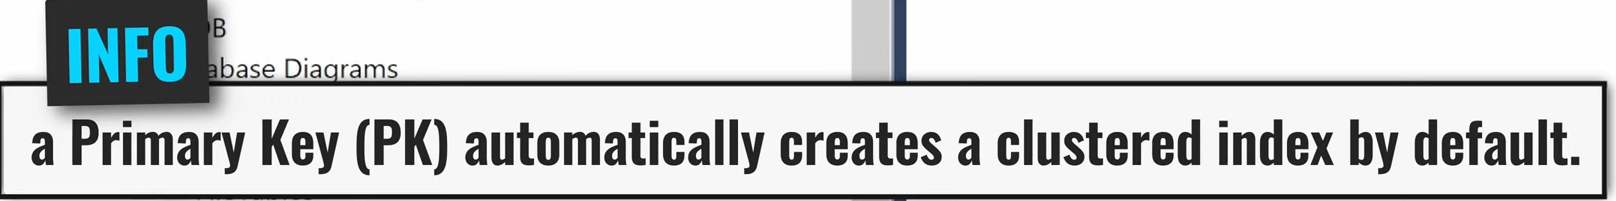 INFO
abase Diagrams
a Primary Key (PK) automatically creates a clustered index by default.